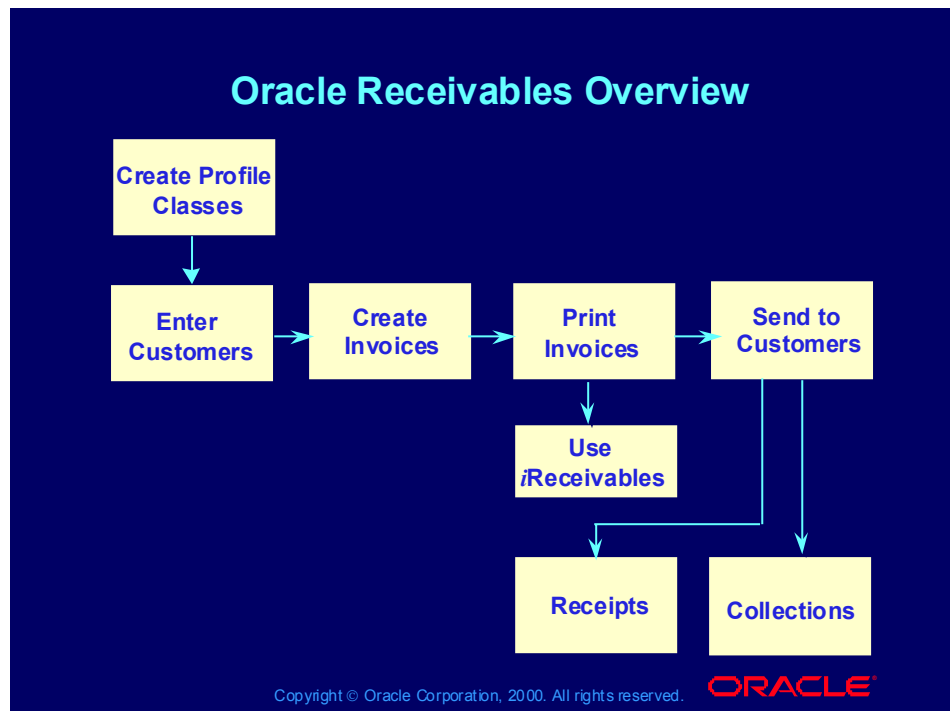 Oracle Receivables Overview
Create Profile
Classes
Enter
Customers
Create
Invoices
Print
Invoices
Send to
Customers
Use
iReceivables
Receipts
Collections
Copyright © Oracle Corporation, 2000. All rights reserved.
ORACLE®